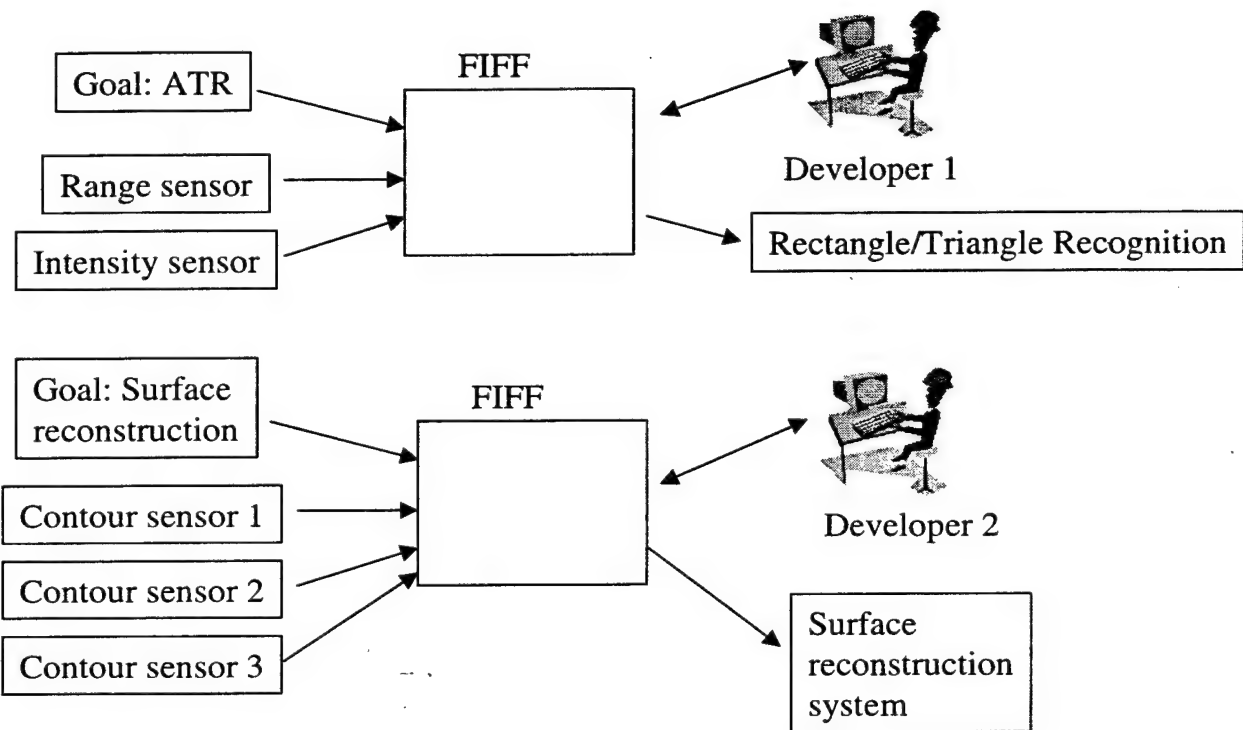 Goal: ATR
FIFF
Range sensor
Developer 1
Intensity sensor
Rectangle/Triangle Recognition
Goal: Surface
reconstruction
FIFF
Contour sensor 1
Developer 2
Contour sensor 2
Contour sensor 3
Surface
reconstruction
system